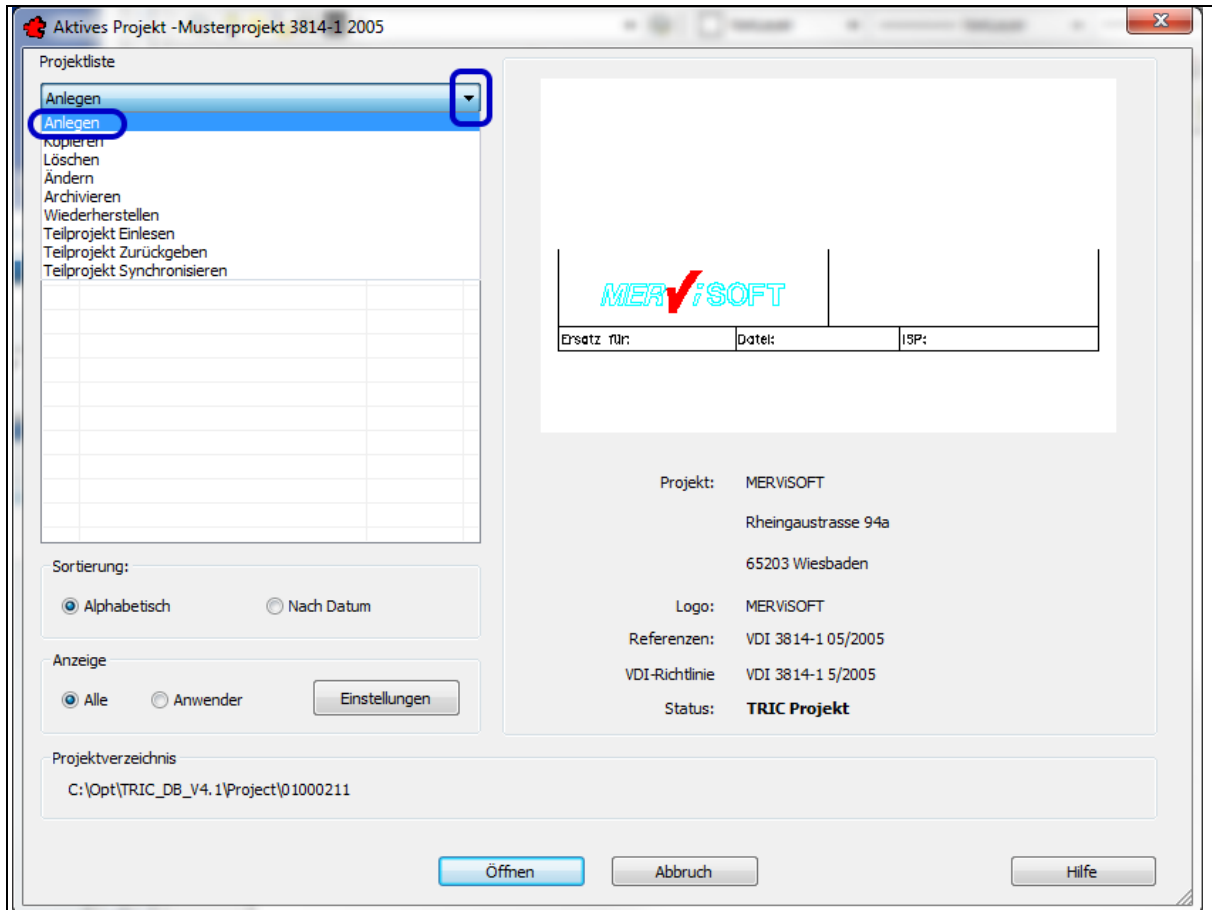 Aktives Projekt -Musterprojekt 3814-1 2005
Projektliste
Anlegen
Anlegen
Kopieren
Löschen
Ändern
Archivieren
Wiederherstellen
Teilprojekt Einlesen
Teilprojekt Zurückgeben
Teilprojekt Synchronisieren
Sortierung:
Alphabetisch
Nach Datum
Anzeige
Alle
Anwender
Einstellungen
MERViSOFT
Ersatz für:
Datei:
ISP:
Projekt: MERViSOFT
Rheingaustrasse 94a
65203 Wiesbaden
Logo: MERViSOFT
Referenzen: VDI 3814-1 05/2005
VDI-Richtlinie VDI 3814-1 5/2005
Status: TRIC Projekt
Projektverzeichnis
C:\Opt\TRIC_DB_V4.1\Project\01000211
Öffnen
Abbruch
Hilfe